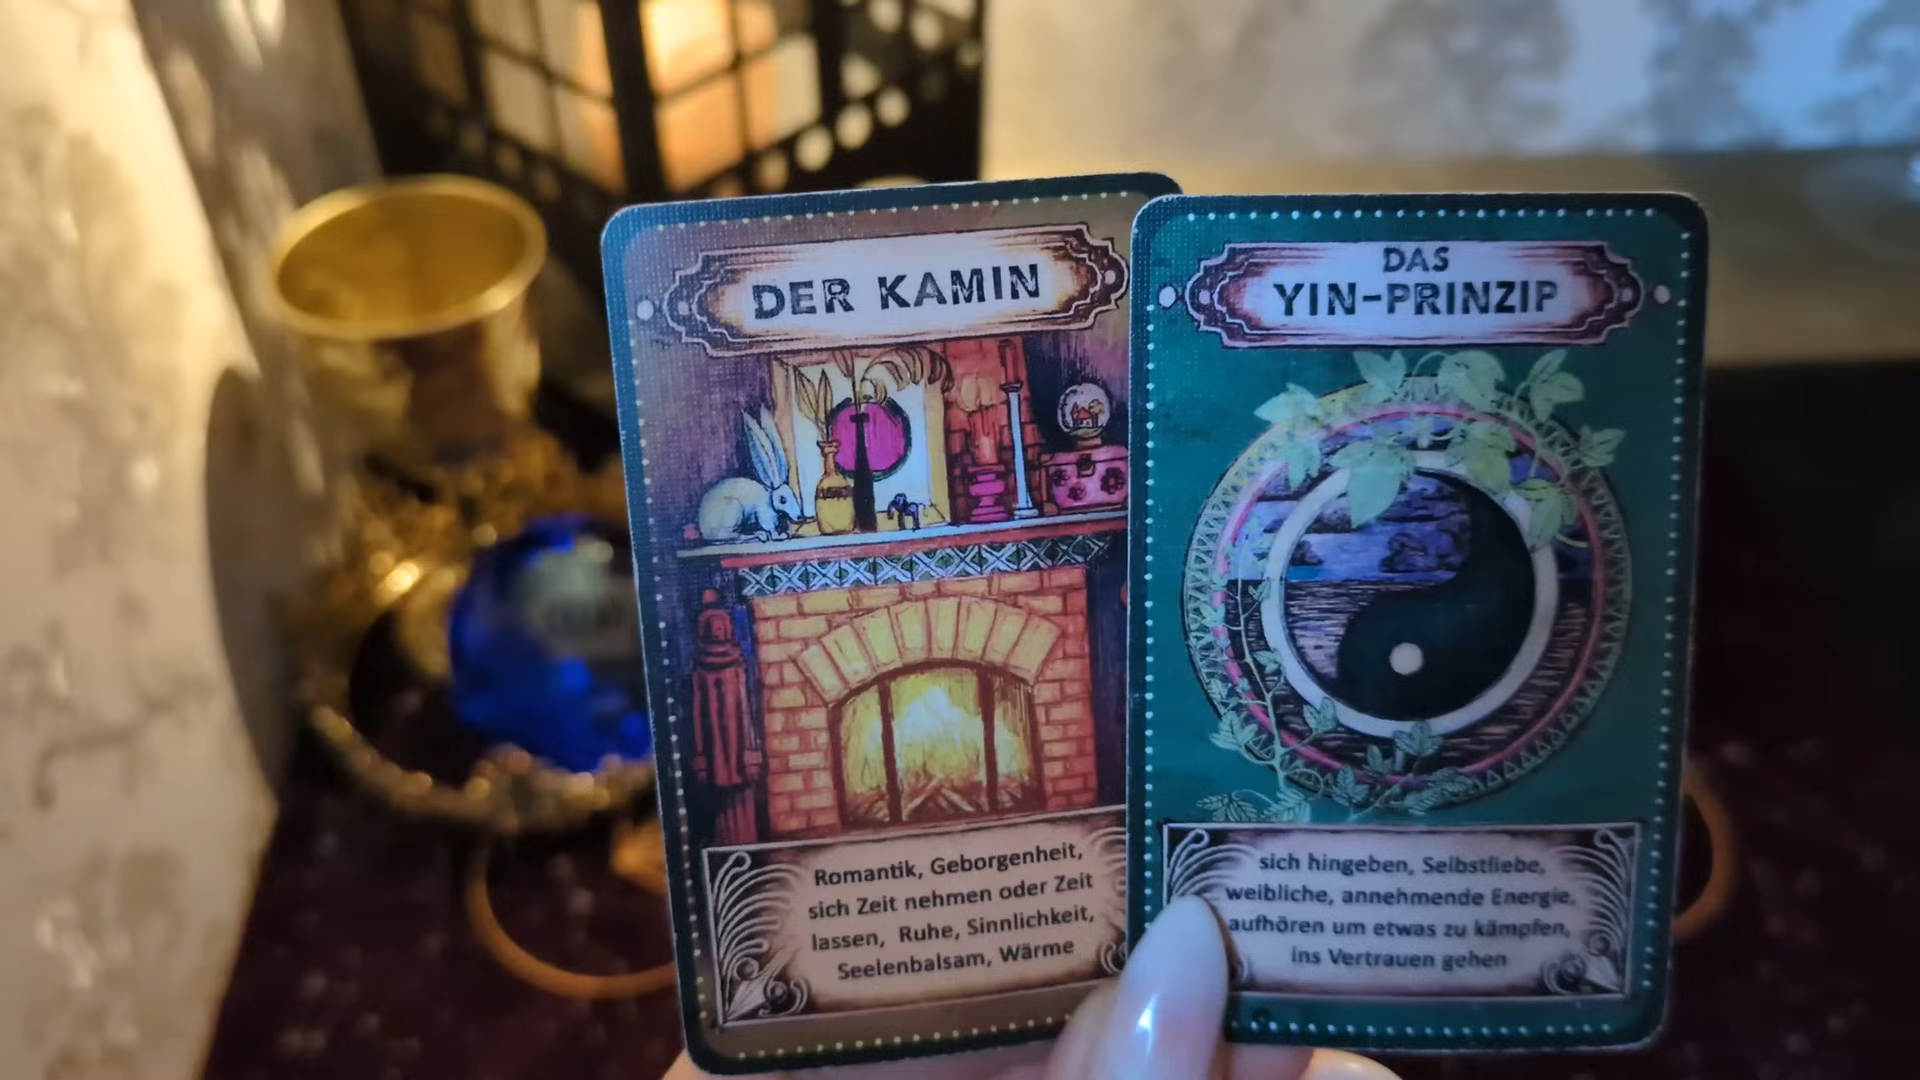 DER KAMIN
Romantik, Geborgenheit,
sich Zeit nehmen oder Zeit
lassen, Ruhe, Sinnlichkeit,
Seelenbalsam, Wärme
DAS
YIN-PRINZIP
sich hingeben, Selbstliebe,
weibliche, annehmende Energie,
aufhören um etwas zu kämpfen,
ins Vertrauen gehen